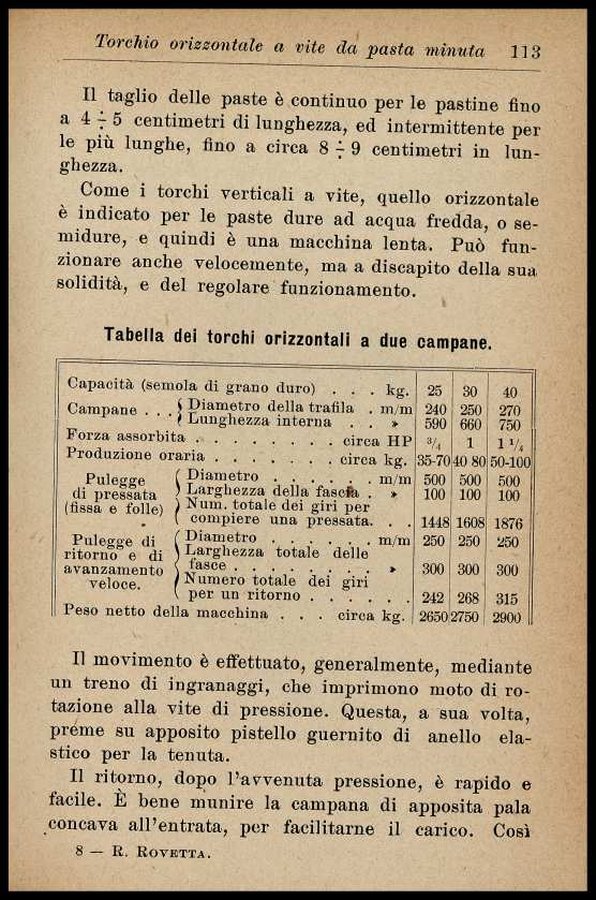 Torchio orizzontale a vite da pasta minuta 113
Il taglio delle paste è continuo per le pastine fino
a 4 ÷ 5 centimetri di lunghezza, ed intermittente per
le più lunghe, fino a circa 8 ÷ 9 centimetri in lun-
ghezza.
Come i torchi verticali a vite, quello orizzontale
è indicato per le paste dure ad acqua fredda, o se-
midure, e quindi è una macchina lenta. Può fun-
zionare anche velocemente, ma a discapito della sua
solidità, e del regolare funzionamento.
Tabella dei torchi orizzontali a due campane.
Capacità (semola di grano duro) . . . kg. 25 30 40
Campane . . . Diametro della trafila . m/m 240 250 270
Lunghezza interna . . » 590 660 750
Forza assorbita . . . . . . . . circa HP 3/4 1 1 1/4
Produzione oraria . . . . . . . circa kg. 35-70 40 80 50-100
Pulegge di pressata (fissa e folle) Diametro . . . . . . m/m 500 500 500
Larghezza della fascia . » 100 100 100
Num. totale dei giri per
compiere una pressata. . . 1448 1608 1876
Pulegge di ritorno e di avanzamento veloce. Diametro . . . . . . m/m 250 250 250
Larghezza totale delle
fasce . . . . . . . . » 300 300 300
Numero totale dei giri
per un ritorno . . . . . . 242 268 315
Peso netto della macchina . . . circa kg. 2650 2750 2900
Il movimento è effettuato, generalmente, mediante
un treno di ingranaggi, che imprimono moto di ro-
tazione alla vite di pressione. Questa, a sua volta,
préme su apposito pistello guernito di anello ela-
stico per la tenuta.
Il ritorno, dopo l'avvenuta pressione, è rapido e
facile. È bene munire la campana di apposita pala
concava all'entrata, per facilitarne il carico. Così
8 — R. ROVETTA.